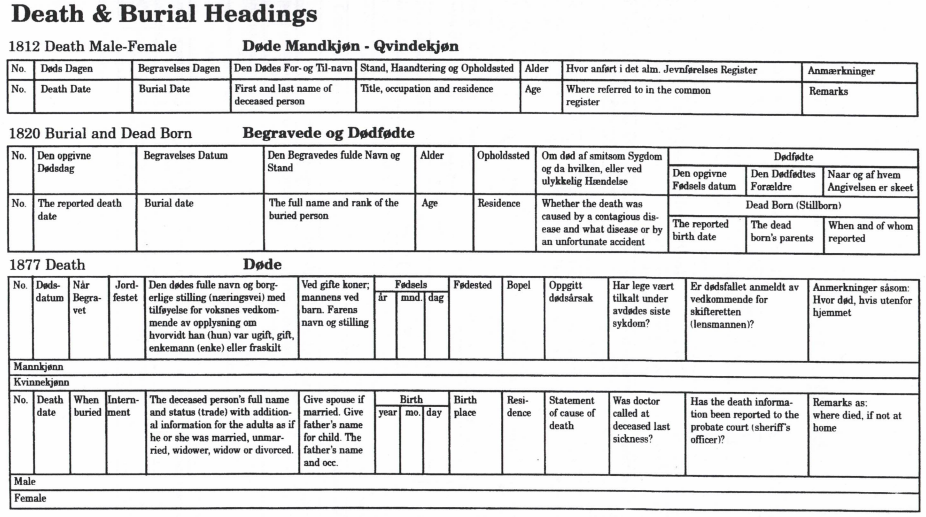 Death & Burial Headings
1812 Death Male-Female Døde Mandkjøn - Qvindekjøn
No. Døds Dagen Begravelses Dagen Den Dødes For- og Til-navn Stand, Haandtering og Opholdssted Alder Hvor anført i det alm. Jevnførelses Register Anmærkninger
No. Death Date Burial Date First and last name of deceased person Title, occupation and residence Age Where referred to in the common register Remarks
1820 Burial and Dead Born Begravede og Dødfødte
No. Den opgivne Dødsdag Begravelses Datum Den Begravedes fulde Navn og Stand Alder Opholdssted Om død af smitsom Sygdom og da hvilken, eller ved ulykkelig Hændelse
Dødfødte
Den opgivne Fødsels datum Den Dødfødtes Forældre Naar og af hvem Angivelsen er skeet
No. The reported death date Burial date The full name and rank of the buried person Age Residence Whether the death was caused by a contagious disease and what disease or by an unfortunate accident
Dead Born (Stillborn)
The reported birth date The dead born's parents When and of whom reported
1877 Death Døde
No. Døds-datum Når Begra-vet Jord-festet Den dødes fulle navn og borg-erlige stilling (næringsvei) med tilføyelse for voksnes vedkom-mende av opplysning om hvorvidt han (hun) var ugift, gift, enkemann (enke) eller fraskilt Ved gifte koner; mannens ved barn. Farens navn og stilling
Fødsels
år mnd. dag
Fødested Bopel Oppgitt dødsårsak Har lege vært tilkalt under avdødes siste sykdom? Er dødsfallet anmeldt av vedkommende for skifteretten (lensmannen)? Anmerkninger såsom: Hvor død, hvis utenfor hjemmet
Mannkjønn
Kvinnekjønn
No. Death date When buried Intern-ment The deceased person's full name and status (trade) with addition-al information for the adults as if he or she was married, unmar-ried, widower, widow or divorced. Give spouse if married. Give father's name for child. The father's name and occ.
Birth
year mo. day
Birth place Resi-dence Statement of cause of death Was doctor called at deceased last sickness? Has the death informa-tion been reported to the probate court (sheriff's officer)? Remarks as: where died, if not at home
Male
Female